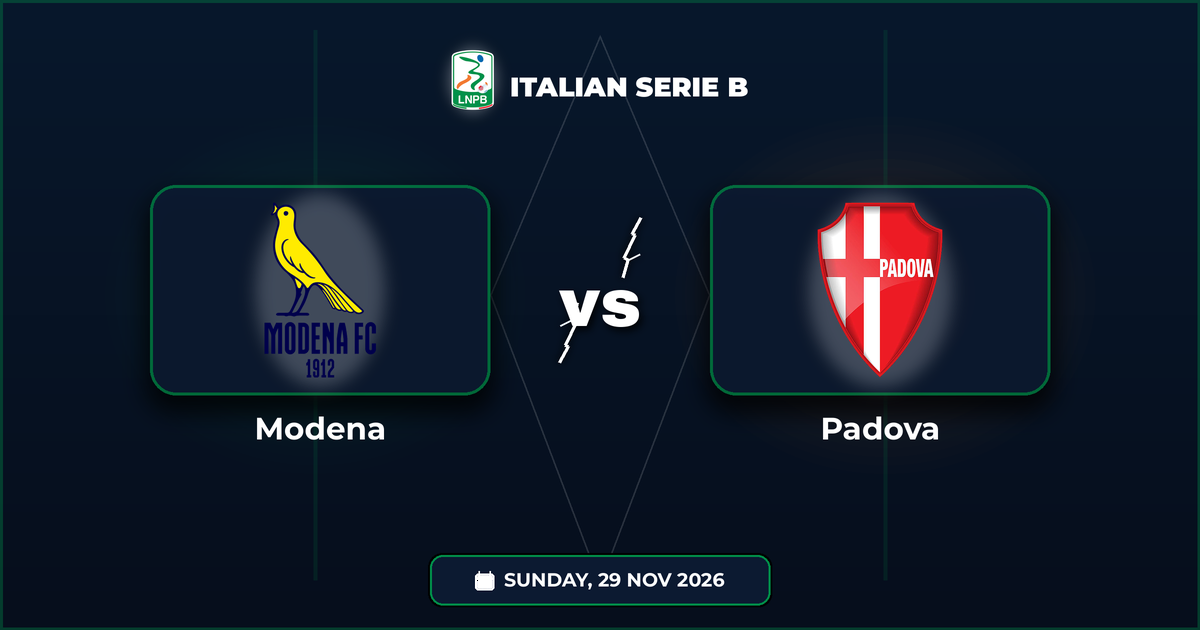 LNPB
ITALIAN SERIE B
MODENA FC
1912
PADOVA
vs
Modena
Padova
SUNDAY, 29 NOV 2026